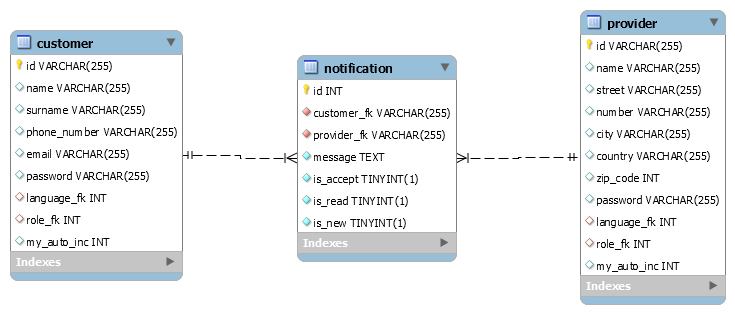 customer
id VARCHAR(255)
name VARCHAR(255)
surname VARCHAR(255)
phone_number VARCHAR(255)
email VARCHAR(255)
password VARCHAR(255)
language_fk INT
role_fk INT
my_auto_inc INT
Indexes
notification
id INT
customer_fk VARCHAR(255)
provider_fk VARCHAR(255)
message TEXT
is_accept TINYINT(1)
is_read TINYINT(1)
is_new TINYINT(1)
Indexes
provider
id VARCHAR(255)
name VARCHAR(255)
street VARCHAR(255)
number VARCHAR(255)
city VARCHAR(255)
country VARCHAR(255)
zip_code INT
password VARCHAR(255)
language_fk INT
role_fk INT
my_auto_inc INT
Indexes